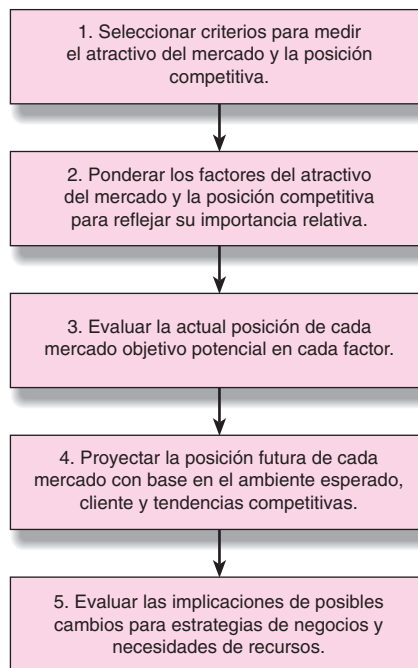 1. Seleccionar criterios para medir
el atractivo del mercado y la posición
competitiva.
2. Ponderar los factores del atractivo
del mercado y la posición competitiva
para reflejar su importancia relativa.
3. Evaluar la actual posición de cada
mercado objetivo potencial en cada factor.
4. Proyectar la posición futura de cada
mercado con base en el ambiente esperado,
cliente y tendencias competitivas.
5. Evaluar las implicaciones de posibles
cambios para estrategias de negocios y
necesidades de recursos.